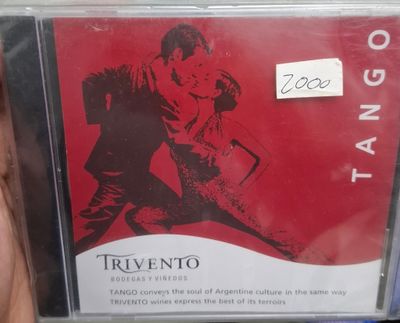 2000
TANGO
TRIVENTO
BODEGAS Y VIÑEDOS
TANGO conveys the soul of Argentine culture in the same way
TRIVENTO wines express the best of its terroirs